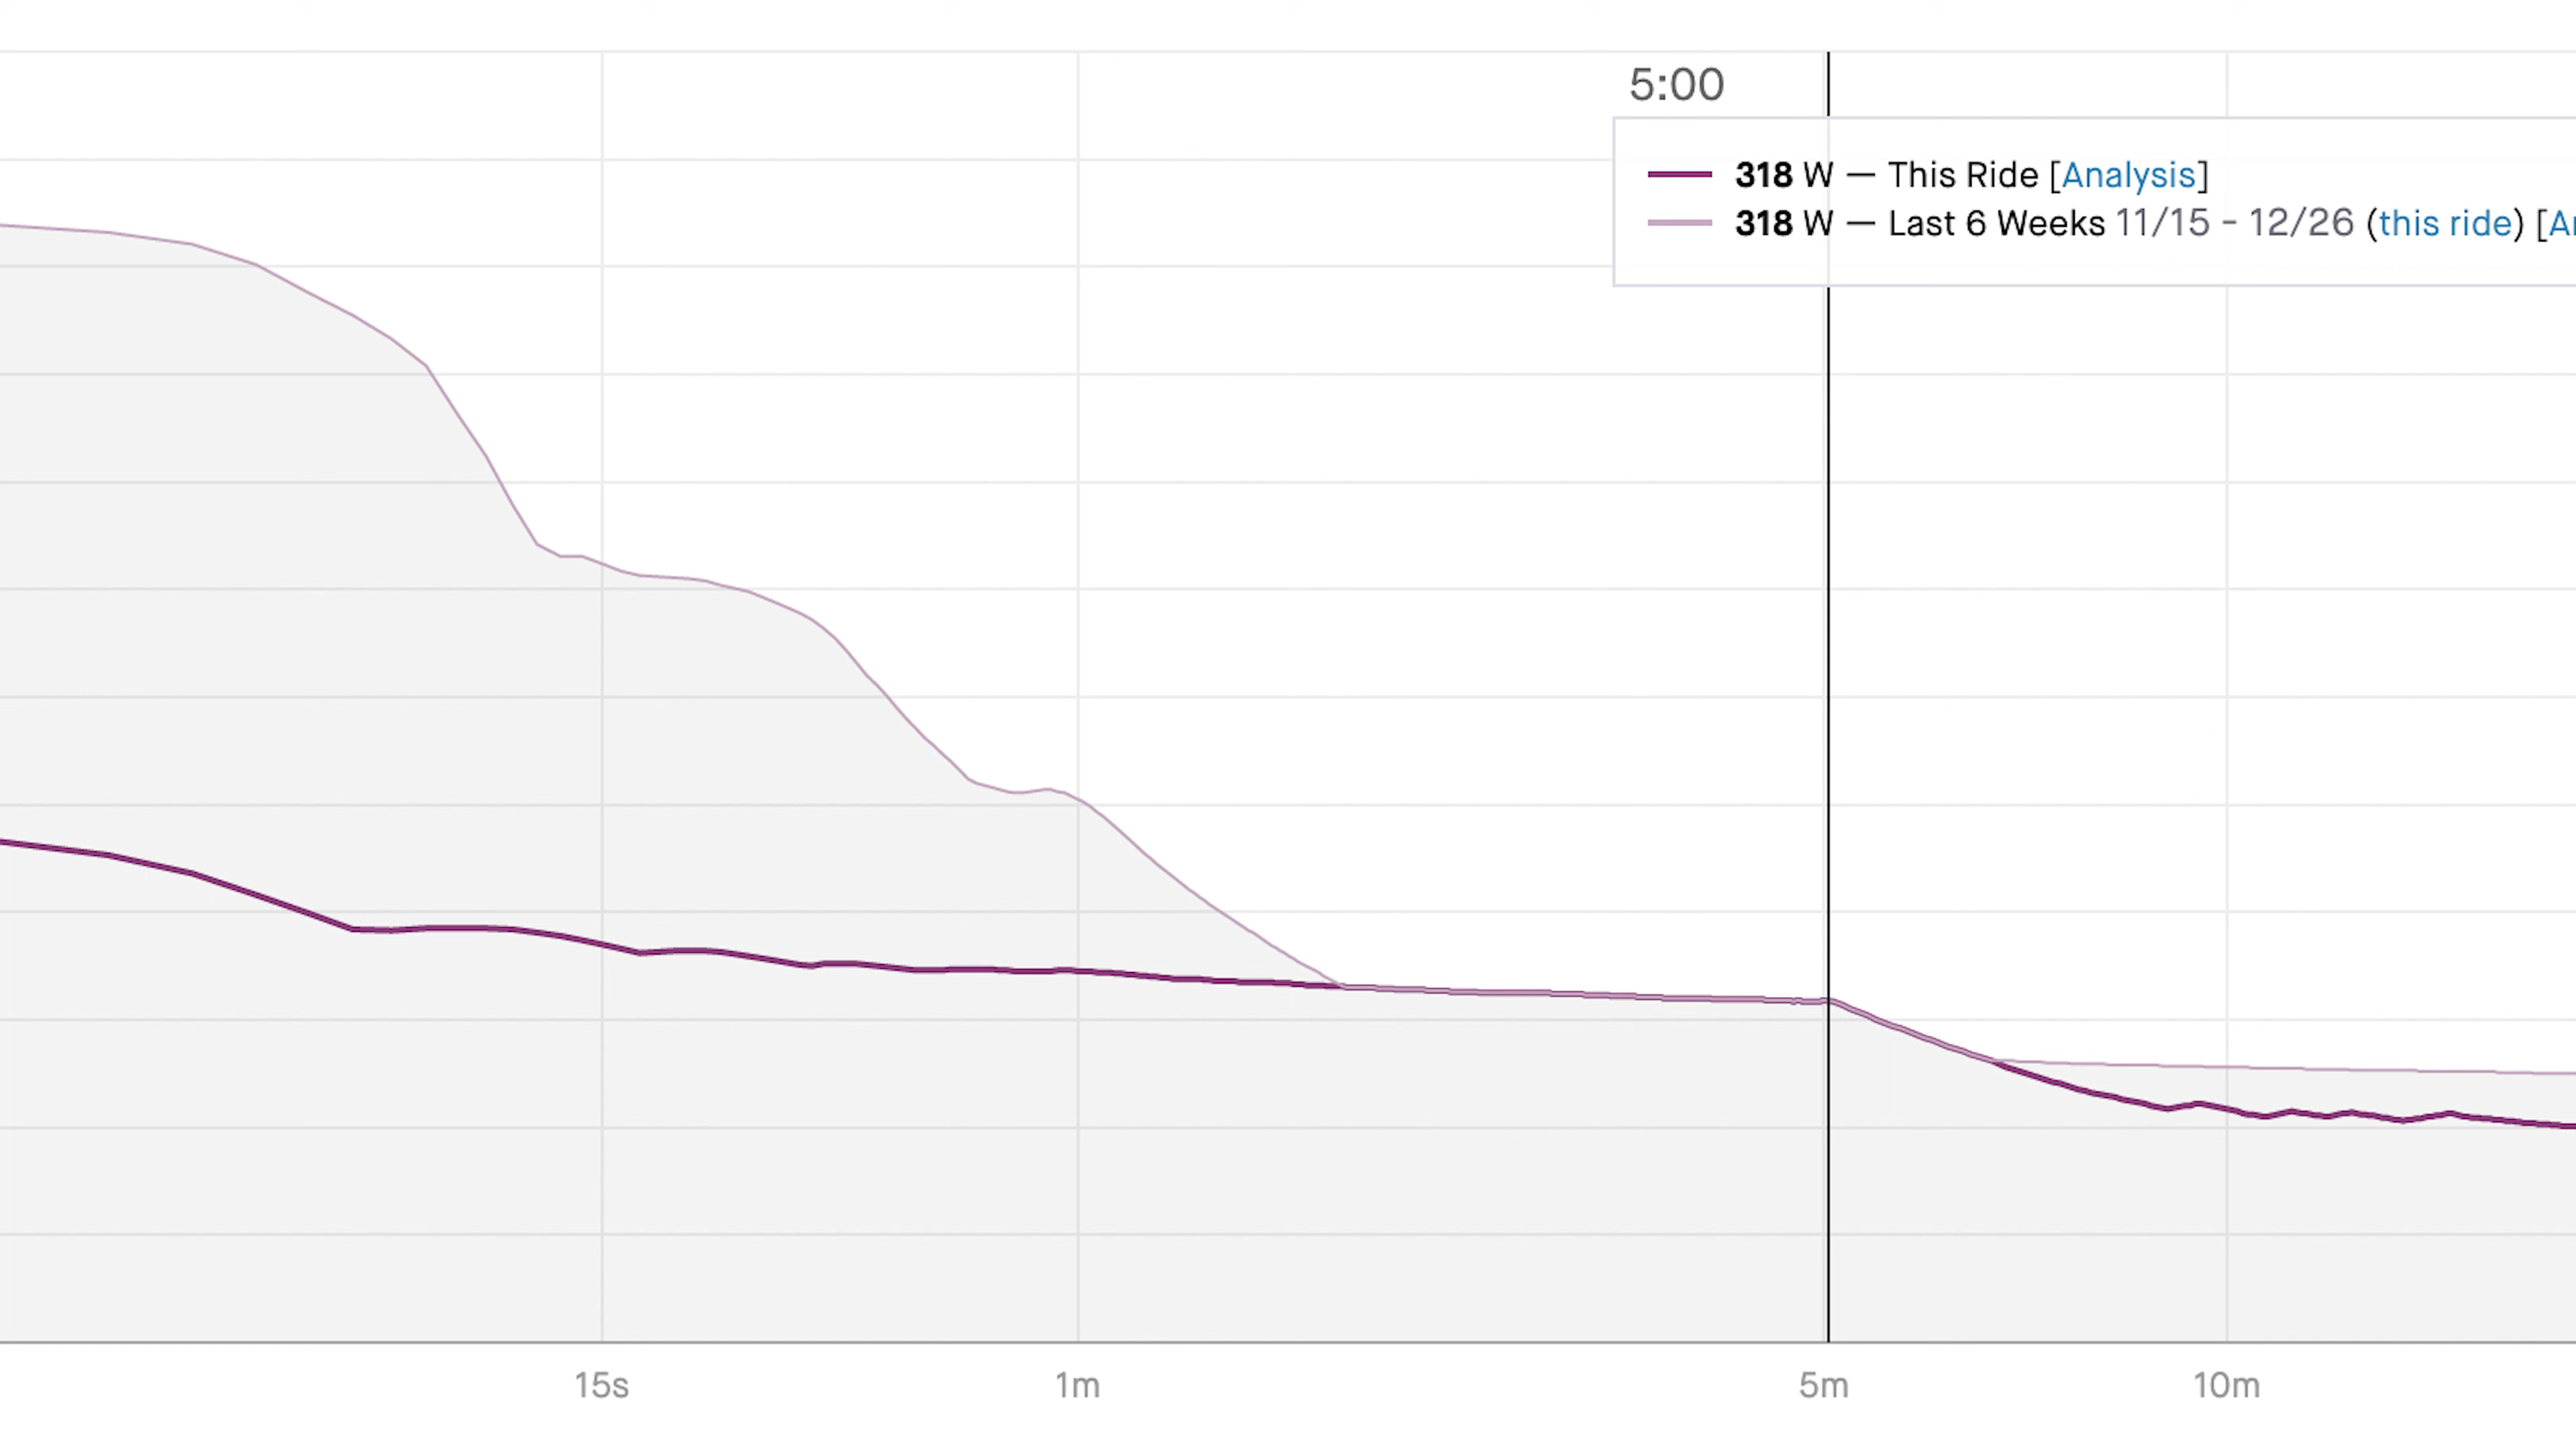 5:00
318 W — This Ride [Analysis]
318 W — Last 6 Weeks 11/15 - 12/26 (this ride) [A
15s
1m
5m
10m